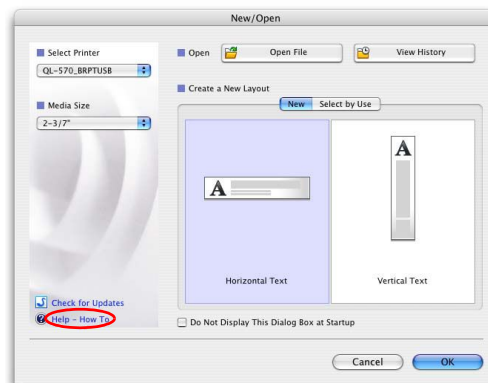 New/Open
Select Printer
QL-570_BRPTUSB
Media Size
2-3/7"
Check for Updates
Help - How To
Open
Open File
View History
Create a New Layout
New
Select by Use
A
Horizontal Text
A
Vertical Text
Do Not Display This Dialog Box at Startup
Cancel
OK